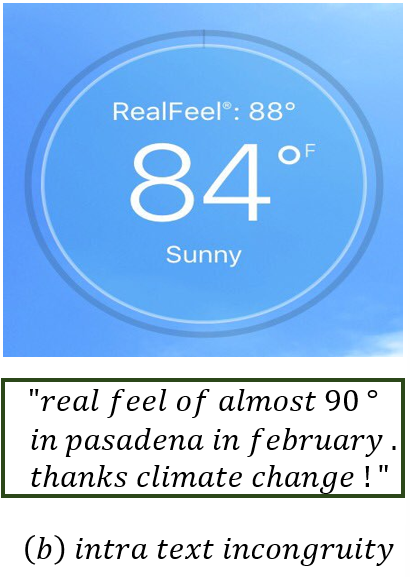 RealFeel®: 88°
84°F
Sunny
"real feel of almost 90°
in pasadena in february .
thanks climate change ! "
(b) intra text incongruity